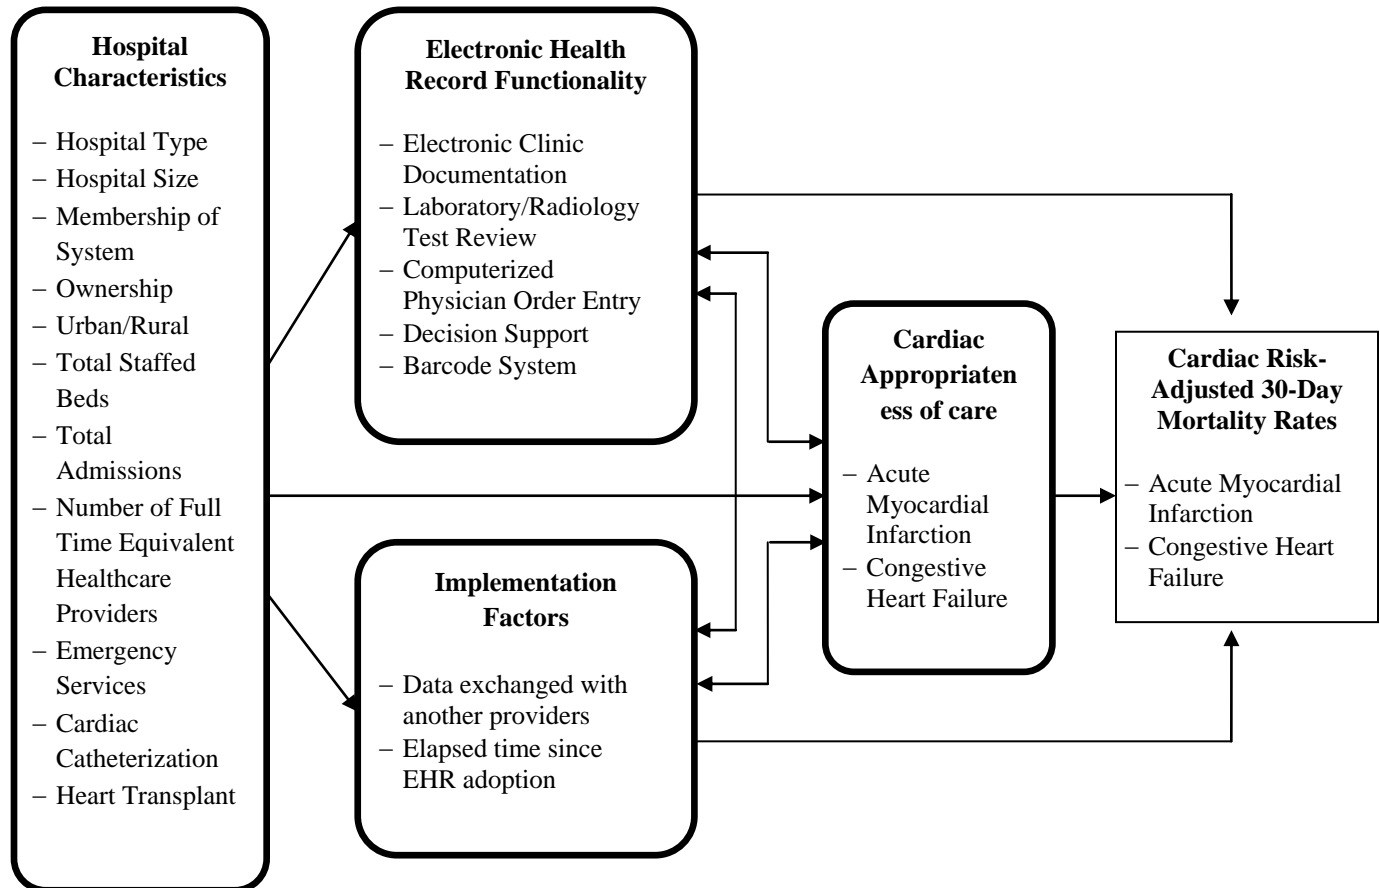 Hospital
Characteristics
– Hospital Type
– Hospital Size
– Membership of
System
– Ownership
– Urban/Rural
– Total Staffed
Beds
– Total
Admissions
– Number of Full
Time Equivalent
Healthcare
Providers
– Emergency
Services
– Cardiac
Catheterization
– Heart Transplant
Electronic Health
Record Functionality
– Electronic Clinic
Documentation
– Laboratory/Radiology
Test Review
– Computerized
Physician Order Entry
– Decision Support
– Barcode System
Implementation
Factors
– Data exchanged with
another providers
– Elapsed time since
EHR adoption
Cardiac
Appropriaten
ess of care
– Acute
Myocardial
Infarction
– Congestive
Heart Failure
Cardiac Risk-
Adjusted 30-Day
Mortality Rates
– Acute Myocardial
Infarction
– Congestive Heart
Failure